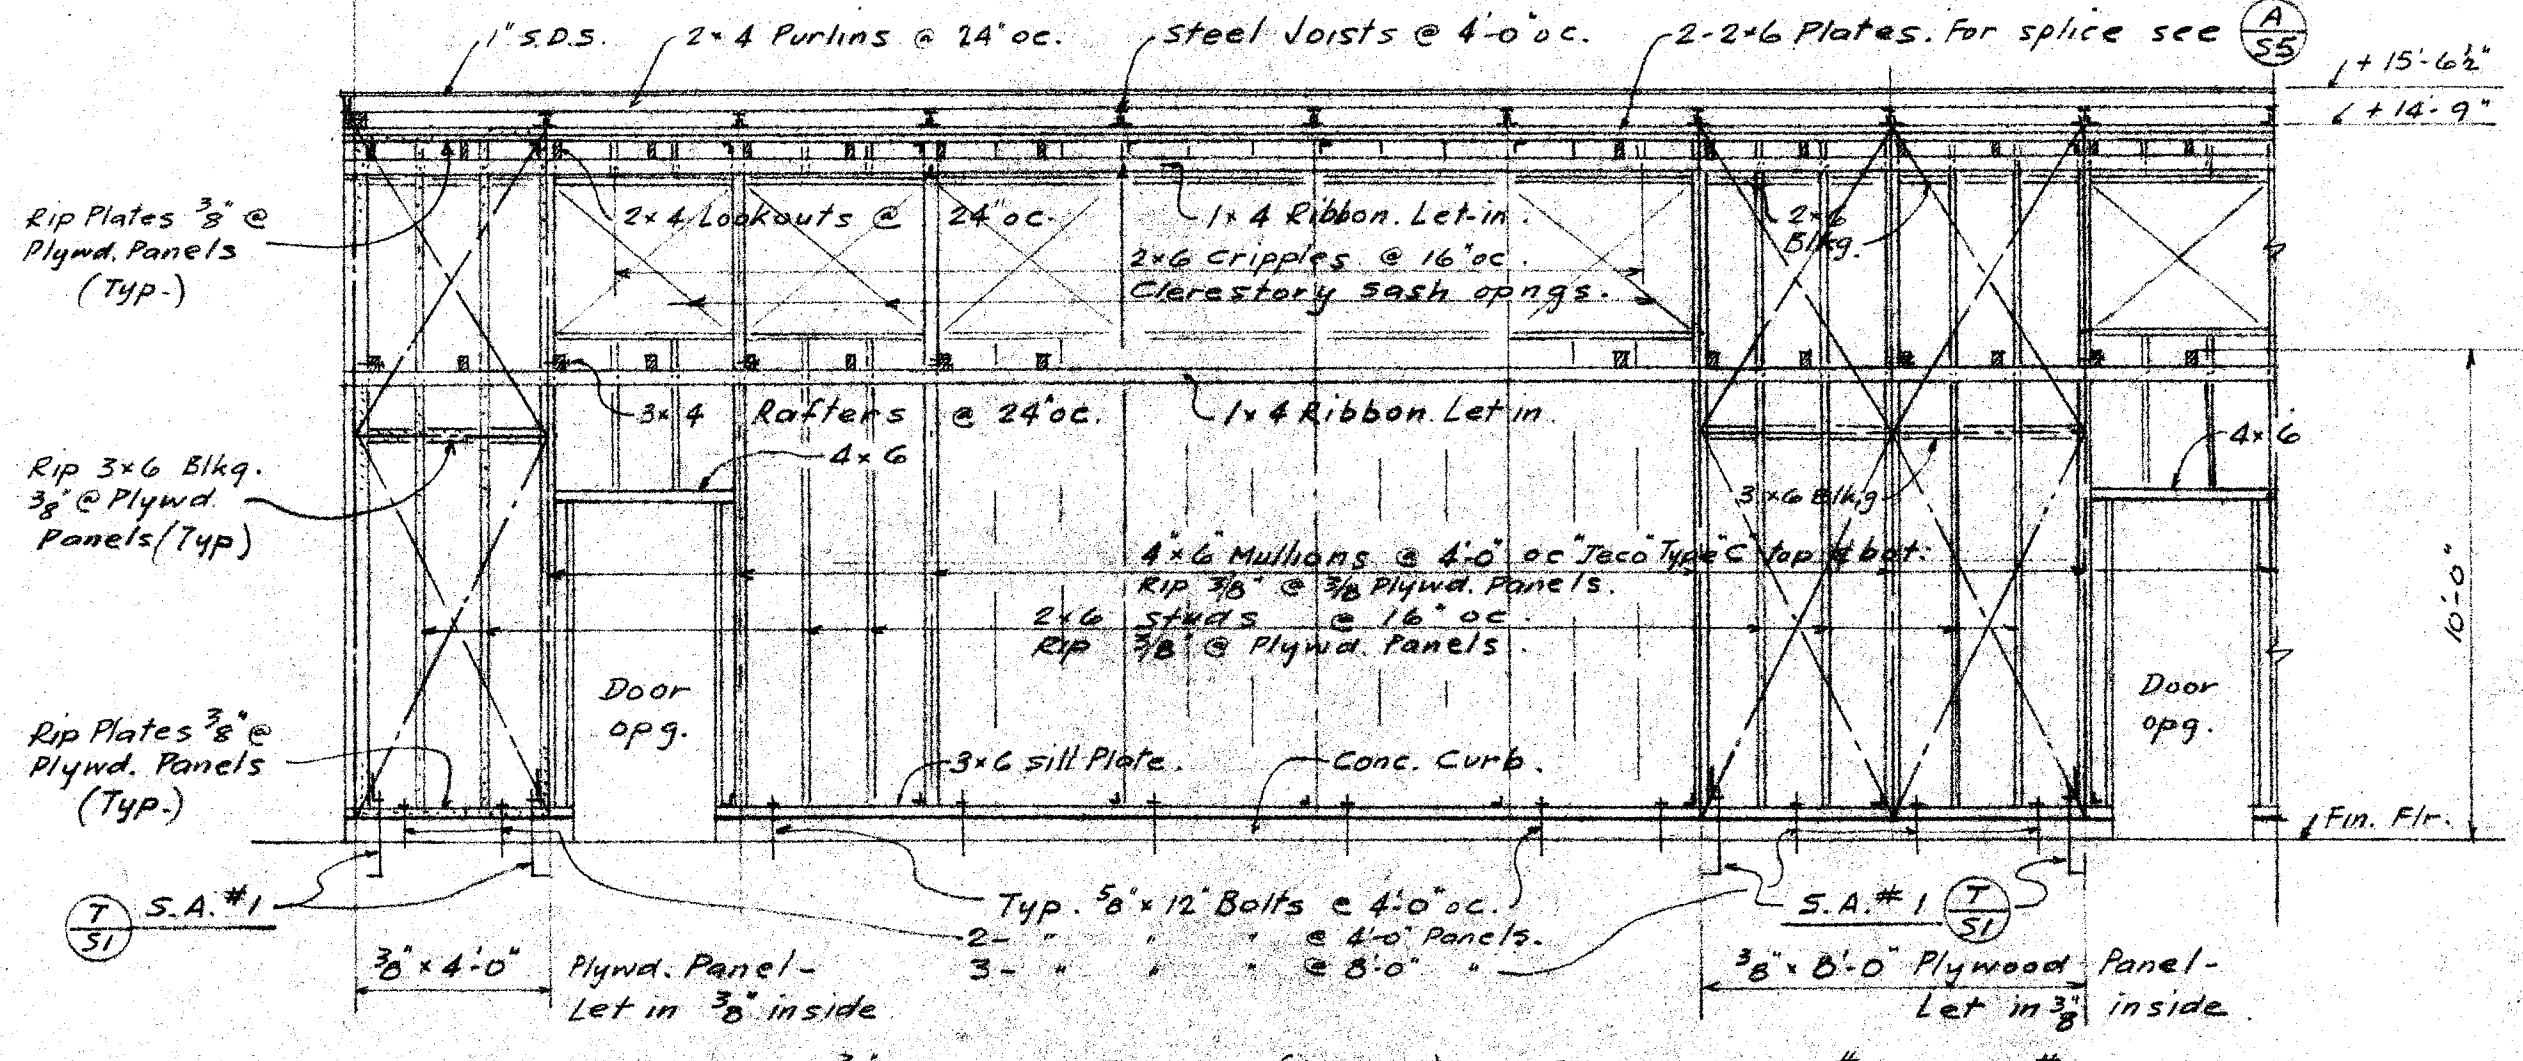 1" S.D.S.
2×4 Purlins @ 24" oc.
Steel Joists @ 4'-0" oc.
2-2×6 Plates. For splice see
A
S5
+15'-6½"
+14'-9"
Rip Plates 3/8" @
Plywd. Panels
(Typ.)
2×4 Lookouts @ 24" oc.
1×4 Ribbon. Let-in.
2×6 Cripples @ 16" oc.
Clerestory Sash opngs.
2×6
Blkg.
3×4 Rafters @ 24" oc.
1×4 Ribbon. Let in.
4×6
4×6
Rip 3×6 Blkg.
3/8" @ Plywd.
Panels (Typ)
3×6 Blkg
4"×6" Mullions @ 4'-0" oc "Teco" Type "C" top & bot.
Rip 3/8" @ 3/8 Plywd. Panels.
2×6 studs @ 16" oc.
Rip 3/8" @ Plywd. Panels.
10'-0"
Door
opg.
Door
opg.
Rip Plates 3/8" @
Plywd. Panels
(Typ.)
3×6 sill Plate.
Conc. Curb.
Fin. Flr.
T
S1
S.A. #1
Typ. 5/8" × 12" Bolts @ 4'-0" oc.
2- " " " @ 4'-0" Panels.
3- " " " @ 8'-0" "
S.A. #1
T
S1
3/8" × 4'-0" Plywd. Panel-
Let in 3/8" inside
3/8" × 8'-0" Plywood Panel-
Let in 3/8" inside.